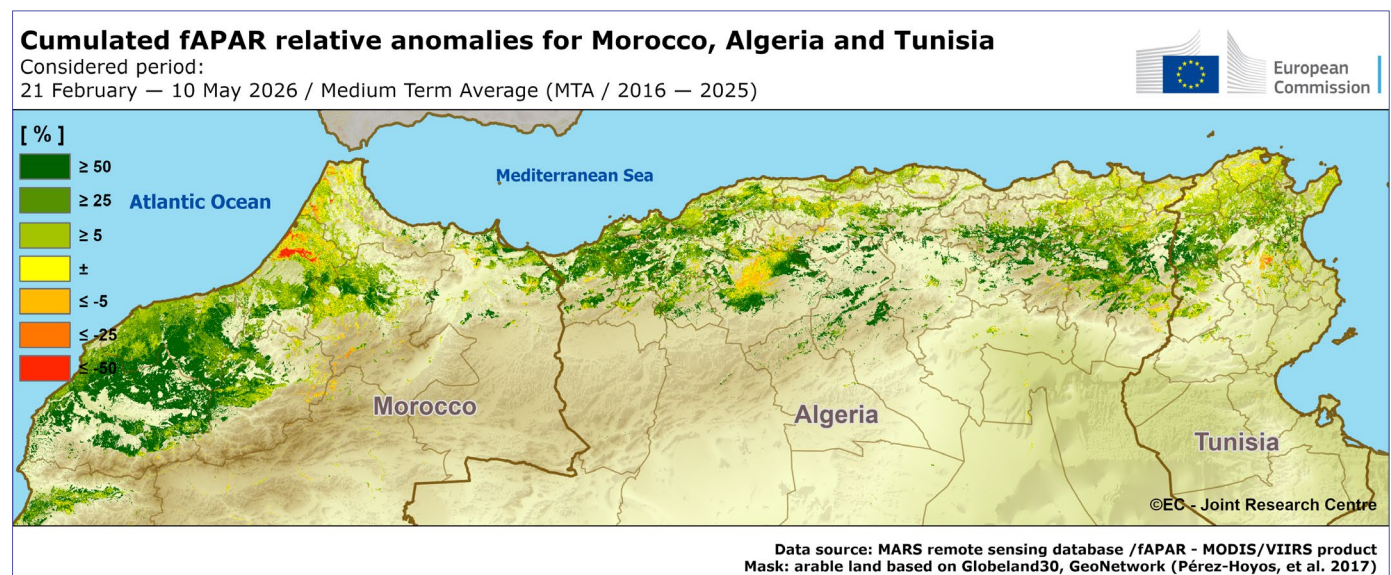 Cumulated fAPAR relative anomalies for Morocco, Algeria and Tunisia
Considered period:
21 February — 10 May 2026 / Medium Term Average (MTA / 2016 — 2025)
European
Commission
[ % ]
≥ 50
≥ 25
≥ 5
±
≤ -5
≤ -25
≤ -50
Atlantic Ocean
Mediterranean Sea
Morocco
Algeria
Tunisia
©EC - Joint Research Centre
Data source: MARS remote sensing database /fAPAR - MODIS/VIIRS product
Mask: arable land based on Globeland30, GeoNetwork (Pérez-Hoyos, et al. 2017)